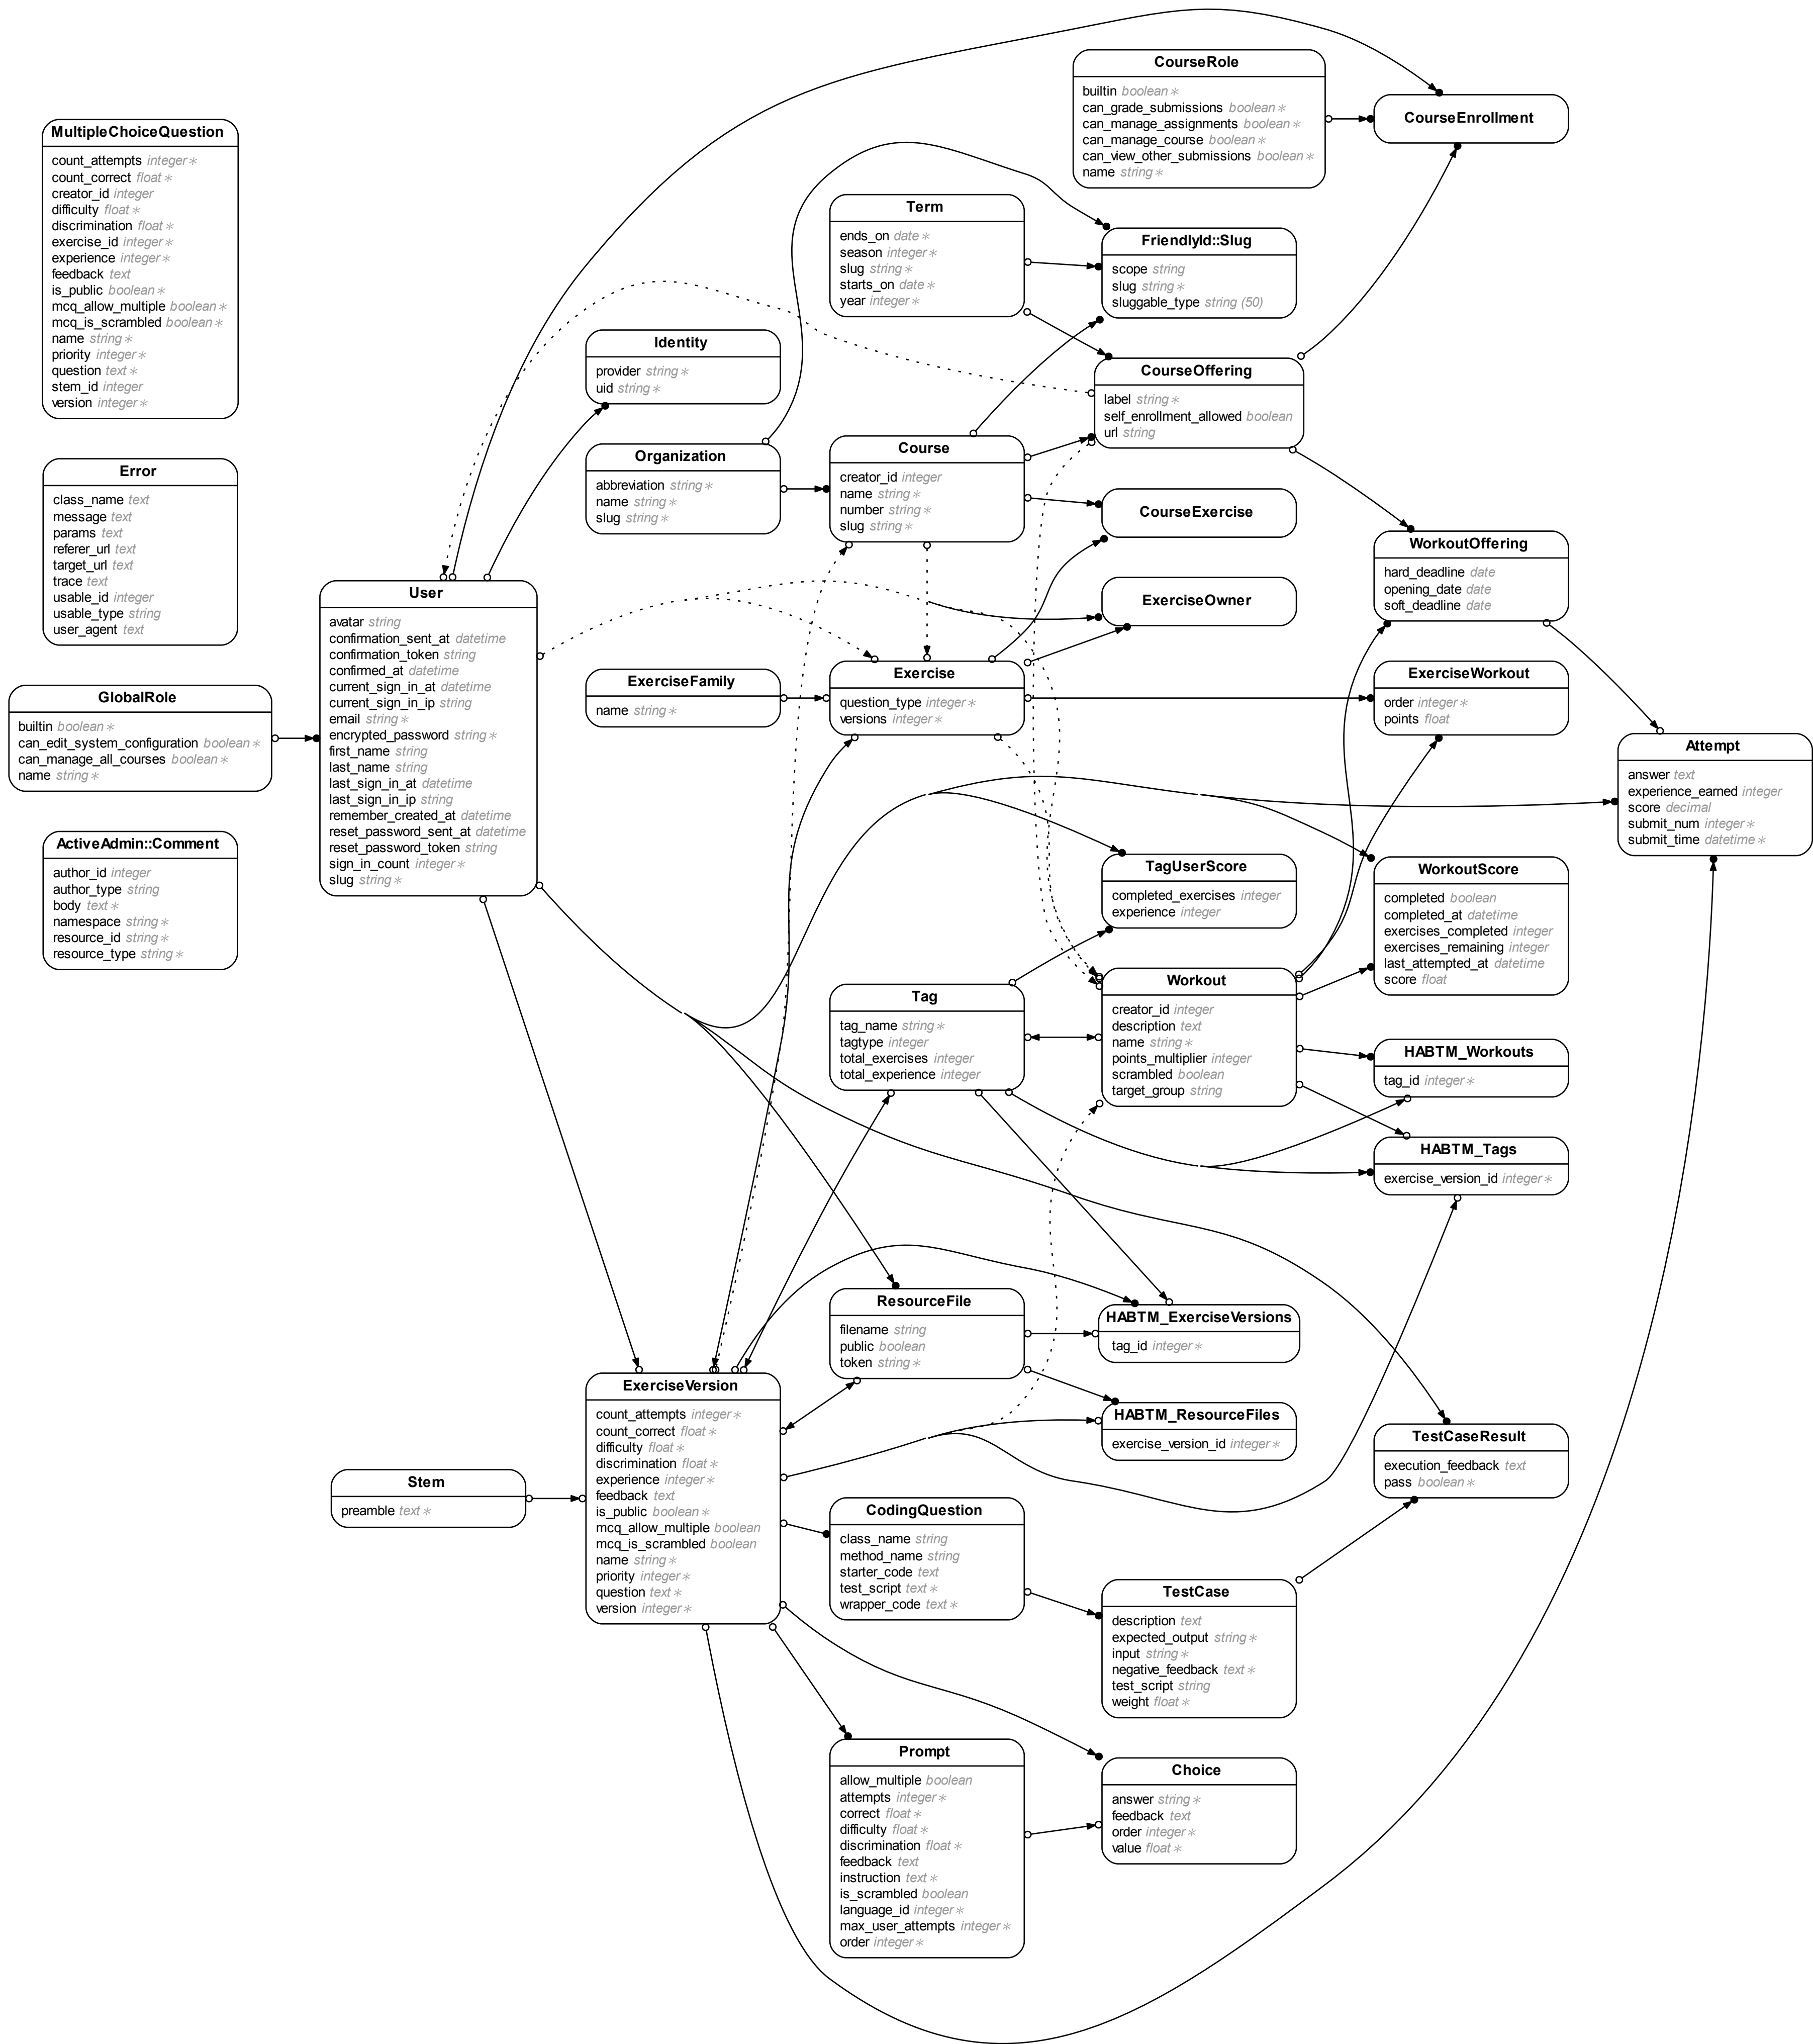 CourseRole
builtin boolean ∗
can_grade_submissions boolean ∗
can_manage_assignments boolean ∗
can_manage_course boolean ∗
can_view_other_submissions boolean ∗
name string ∗
CourseEnrollment
MultipleChoiceQuestion
count_attempts integer ∗
count_correct float ∗
creator_id integer
difficulty float ∗
discrimination float ∗
exercise_id integer ∗
experience integer ∗
feedback text
is_public boolean ∗
mcq_allow_multiple boolean ∗
mcq_is_scrambled boolean ∗
name string ∗
priority integer ∗
question text ∗
stem_id integer
version integer ∗
Term
ends_on date ∗
season integer ∗
slug string ∗
starts_on date ∗
year integer ∗
FriendlyId::Slug
scope string
slug string ∗
sluggable_type string (50)
Identity
provider string ∗
uid string ∗
CourseOffering
label string ∗
self_enrollment_allowed boolean
url string
Organization
abbreviation string ∗
name string ∗
slug string ∗
Course
creator_id integer
name string ∗
number string ∗
slug string ∗
Error
class_name text
message text
params text
referer_url text
target_url text
trace text
usable_id integer
usable_type string
user_agent text
CourseExercise
WorkoutOffering
hard_deadline date
opening_date date
soft_deadline date
User
avatar string
confirmation_sent_at datetime
confirmation_token string
confirmed_at datetime
current_sign_in_at datetime
current_sign_in_ip string
email string ∗
encrypted_password string ∗
first_name string
last_name string
last_sign_in_at datetime
last_sign_in_ip string
remember_created_at datetime
reset_password_sent_at datetime
reset_password_token string
sign_in_count integer ∗
slug string ∗
ExerciseOwner
ExerciseFamily
name string ∗
Exercise
question_type integer ∗
versions integer ∗
ExerciseWorkout
order integer ∗
points float
GlobalRole
builtin boolean ∗
can_edit_system_configuration boolean ∗
can_manage_all_courses boolean ∗
name string ∗
Attempt
answer text
experience_earned integer
score decimal
submit_num integer ∗
submit_time datetime ∗
ActiveAdmin::Comment
author_id integer
author_type string
body text ∗
namespace string ∗
resource_id string ∗
resource_type string ∗
TagUserScore
completed_exercises integer
experience integer
WorkoutScore
completed boolean
completed_at datetime
exercises_completed integer
exercises_remaining integer
last_attempted_at datetime
score float
Tag
tag_name string ∗
tagtype integer
total_exercises integer
total_experience integer
Workout
creator_id integer
description text
name string ∗
points_multiplier integer
scrambled boolean
target_group string
HABTM_Workouts
tag_id integer ∗
HABTM_Tags
exercise_version_id integer ∗
ResourceFile
filename string
public boolean
token string ∗
HABTM_ExerciseVersions
tag_id integer ∗
ExerciseVersion
count_attempts integer ∗
count_correct float ∗
difficulty float ∗
discrimination float ∗
experience integer ∗
feedback text
is_public boolean ∗
mcq_allow_multiple boolean
mcq_is_scrambled boolean
name string ∗
priority integer ∗
question text ∗
version integer ∗
HABTM_ResourceFiles
exercise_version_id integer ∗
TestCaseResult
execution_feedback text
pass boolean ∗
Stem
preamble text ∗
CodingQuestion
class_name string
method_name string
starter_code text
test_script text ∗
wrapper_code text ∗
TestCase
description text
expected_output string ∗
input string ∗
negative_feedback text ∗
test_script string
weight float ∗
Prompt
allow_multiple boolean
attempts integer ∗
correct float ∗
difficulty float ∗
discrimination float ∗
feedback text
instruction text ∗
is_scrambled boolean
language_id integer ∗
max_user_attempts integer ∗
order integer ∗
Choice
answer string ∗
feedback text
order integer ∗
value float ∗